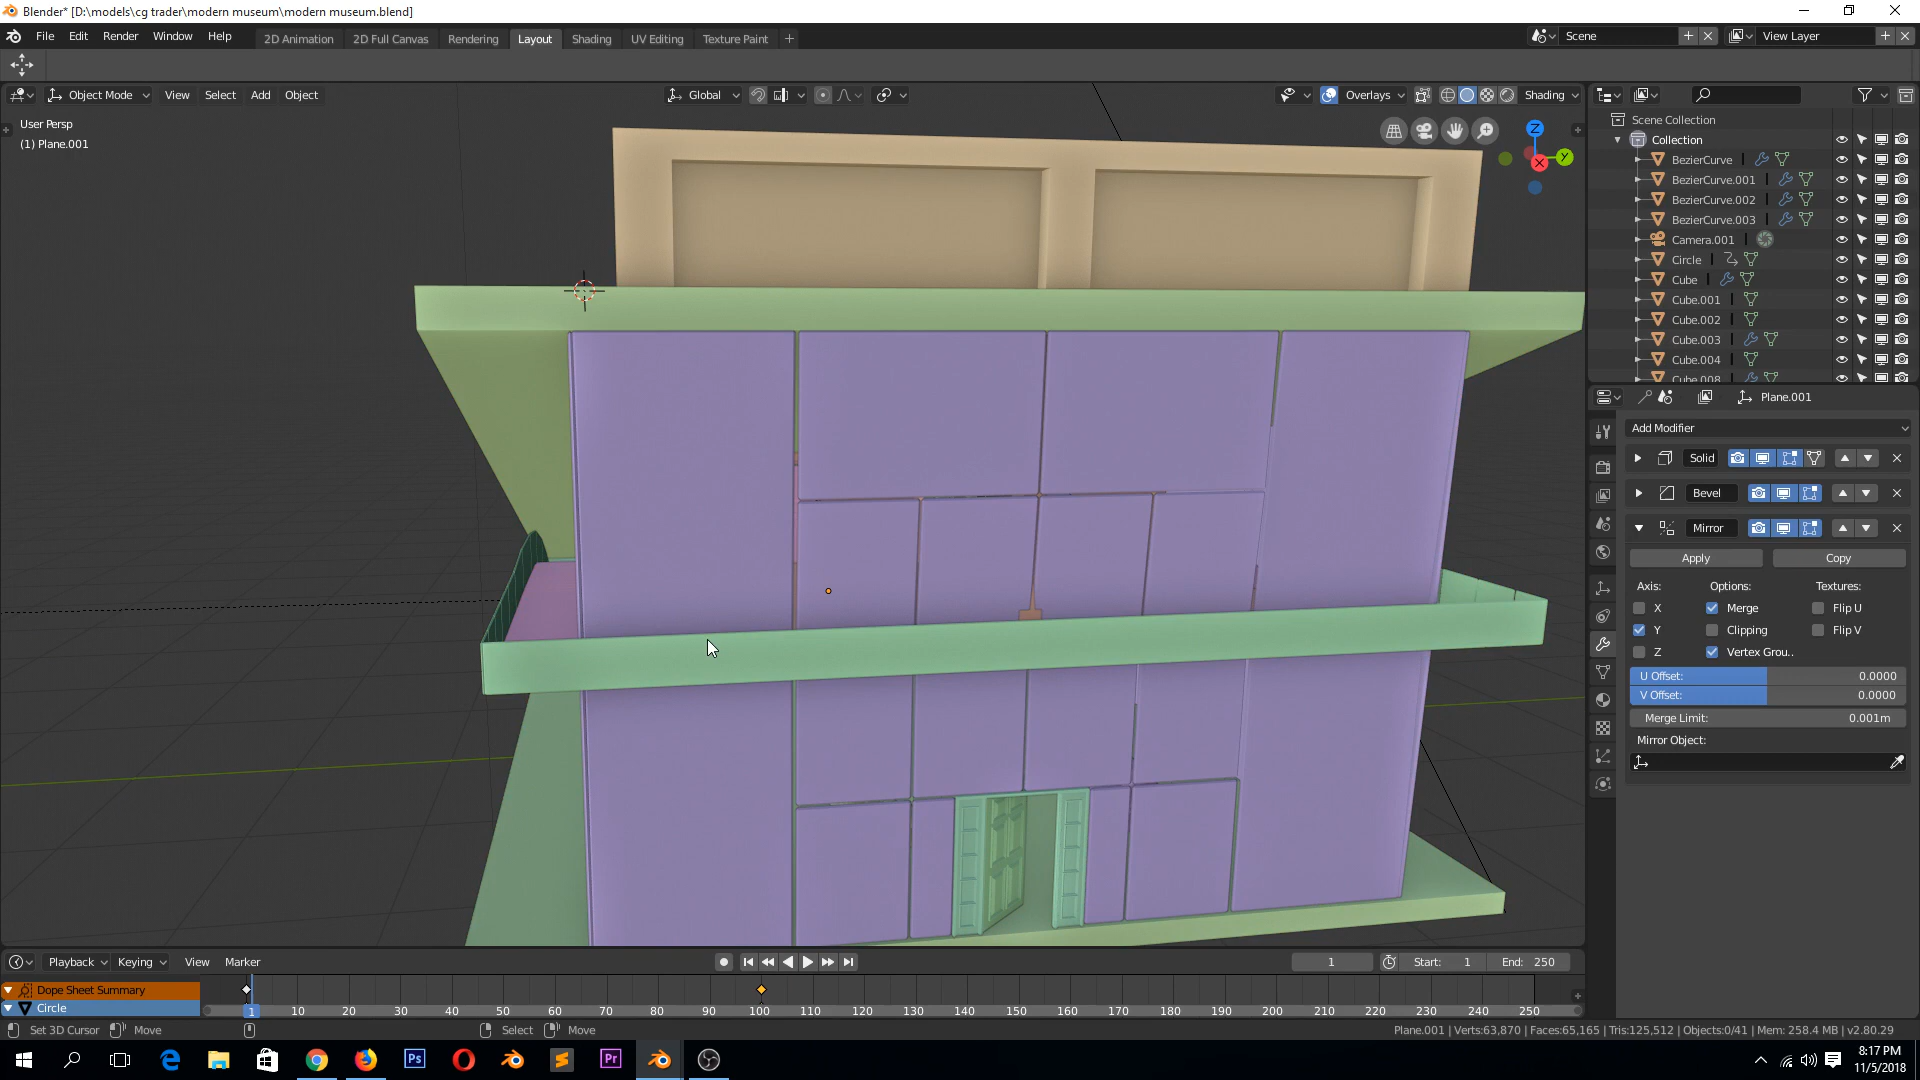 Blender* [D:\models\cg trader\modern museum\modern museum.blend]
File Edit Render Window Help
2D Animation 2D Full Canvas Rendering Layout Shading UV Editing Texture Paint +
Scene
View Layer
Object Mode View Select Add Object
Global
Overlays
Shading
User Persp
(1) Plane.001
Z
Y
X
Scene Collection
Collection
BezierCurve
BezierCurve.001
BezierCurve.002
BezierCurve.003
Camera.001
Circle
Cube
Cube.001
Cube.002
Cube.003
Cube.004
Cube.008
Plane.001
Add Modifier
Solid
Bevel
Mirror
Apply Copy
Axis: Options: Textures:
X Merge Flip U
Y Clipping Flip V
Z Vertex Grou..
U Offset: 0.0000
V Offset: 0.0000
Merge Limit: 0.001m
Mirror Object:
Playback Keying View Marker
1
Start: 1 End: 250
Dope Sheet Summary
Circle
1 10 20 30 40 50 60 70 80 90 100 110 120 130 140 150 160 170 180 190 200 210 220 230 240 250
Set 3D Cursor Move Select Move
Plane.001 | Verts:63,870 | Faces:65,165 | Tris:125,512 | Objects:0/41 | Mem: 258.4 MB | v2.80.29
Ps
Pr
8:17 PM
11/5/2018